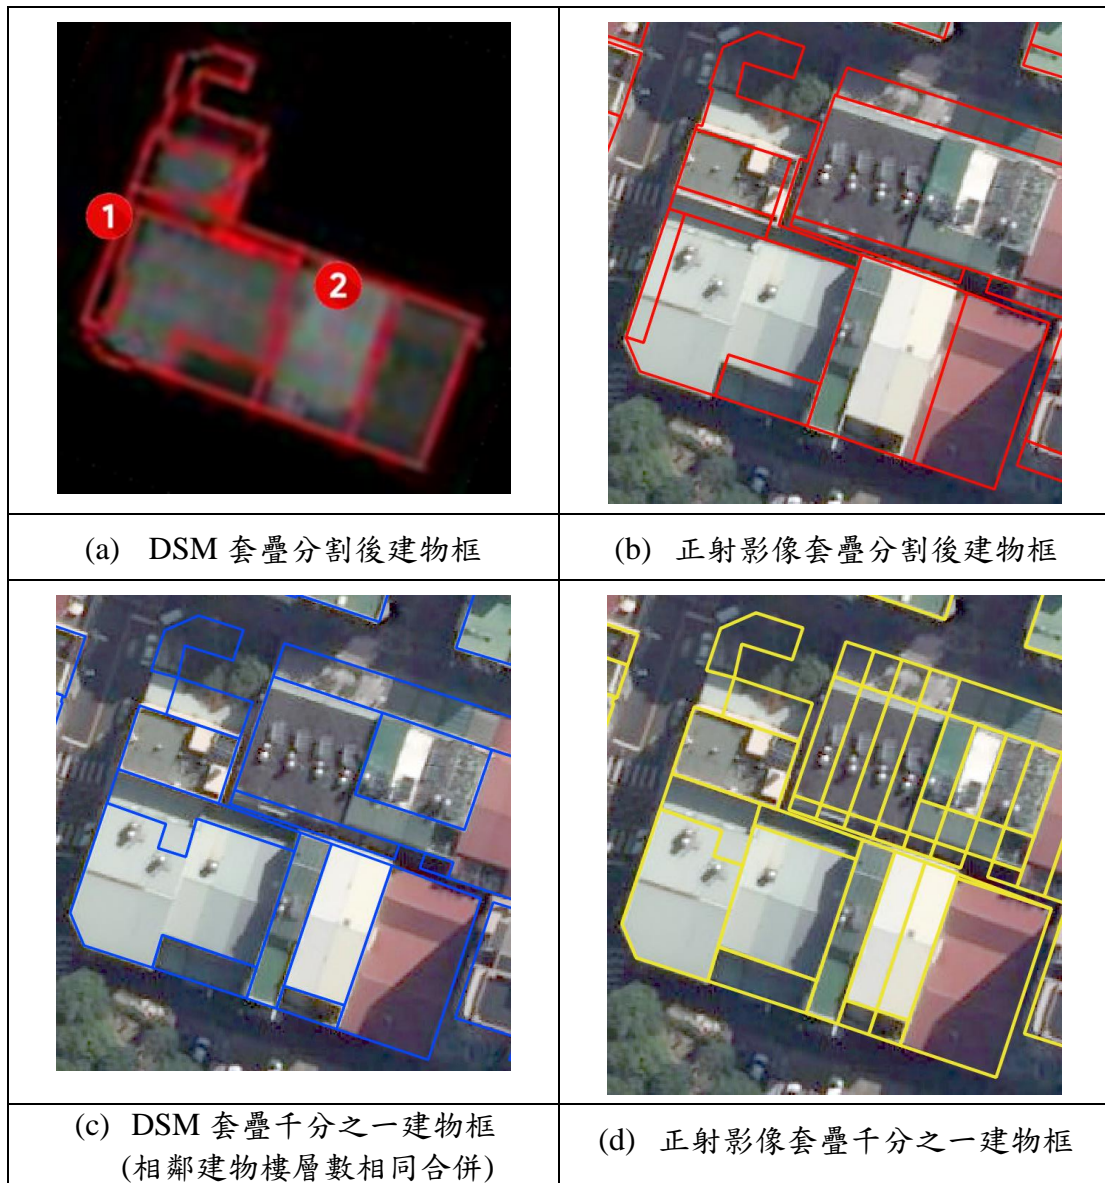 1
2
(a) DSM 套疊分割後建物框
(b) 正射影像套疊分割後建物框
(c) DSM 套疊千分之一建物框
(相鄰建物樓層數相同合併)
(d) 正射影像套疊千分之一建物框